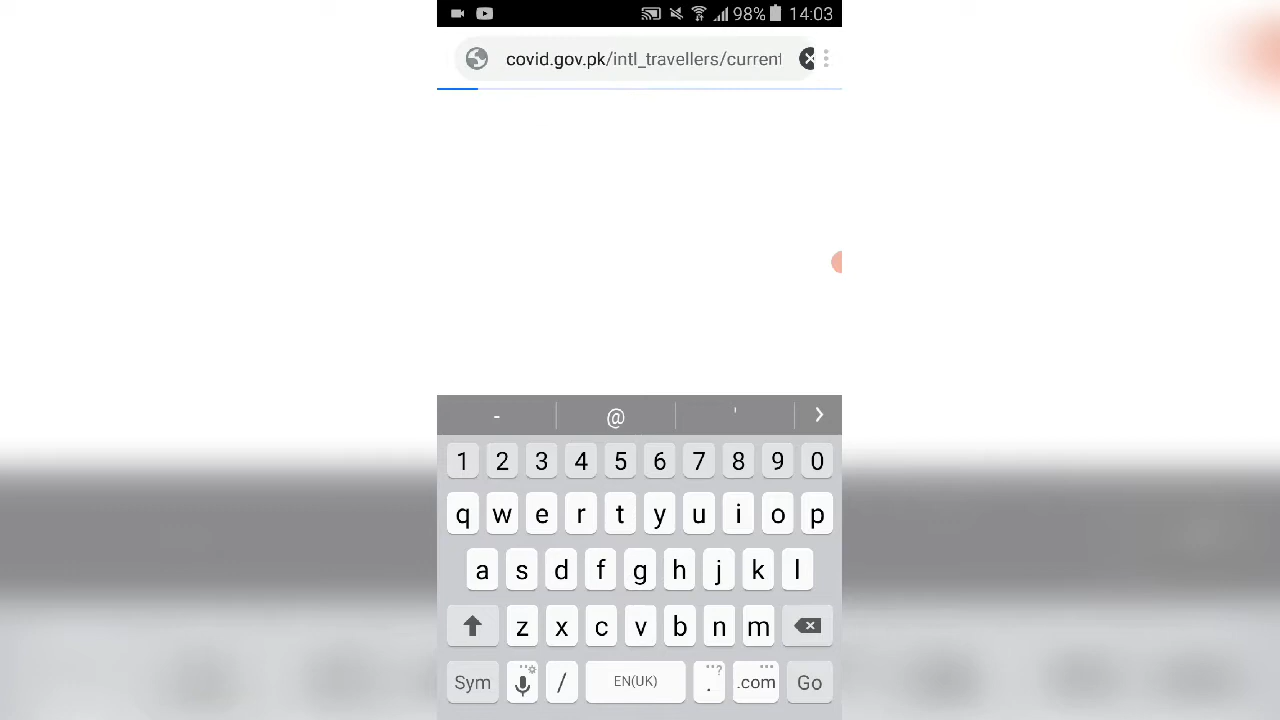 98% 14:03
covid.gov.pk/intl_travellers/current
- @ '
1 2 3 4 5 6 7 8 9 0
q w e r t y u i o p
a s d f g h j k l
z x c v b n m
Sym / EN(UK) . ...? .com Go